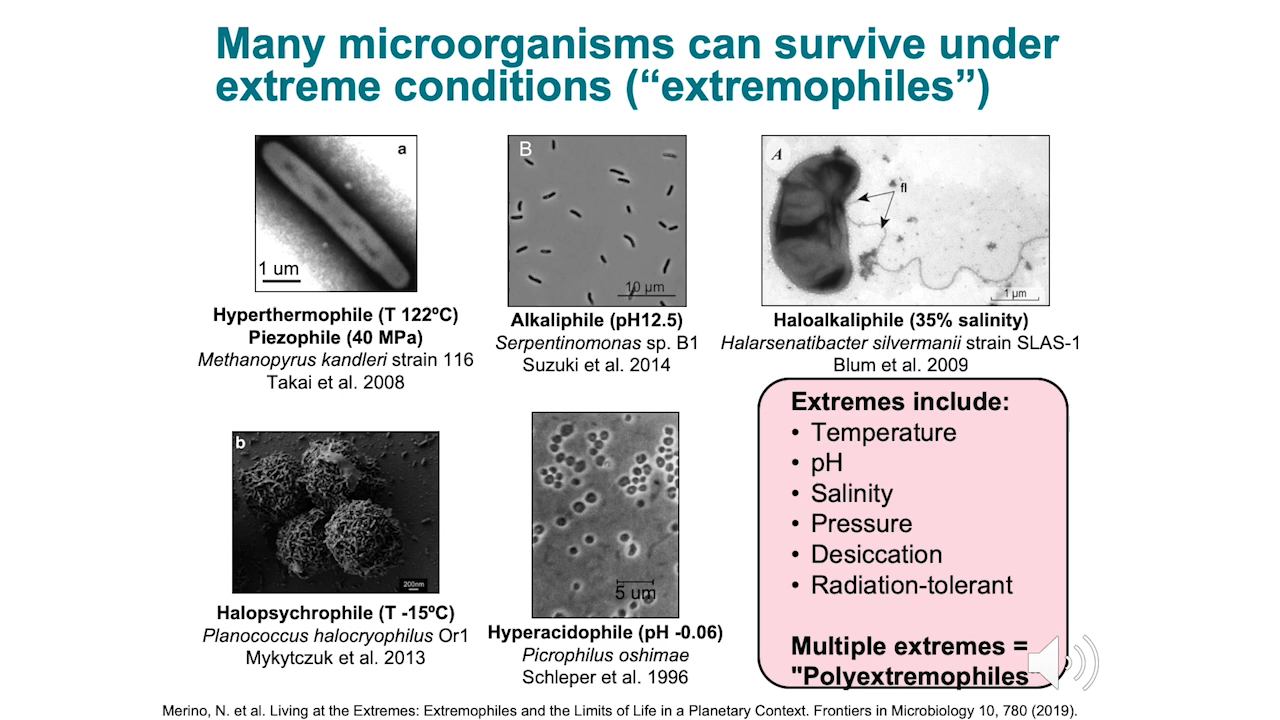 Many microorganisms can survive under
extreme conditions (“extremophiles”)
a
1 um
Hyperthermophile (T 122ºC)
Piezophile (40 MPa)
Methanopyrus kandleri strain 116
Takai et al. 2008
B
10 µm
Alkaliphile (pH12.5)
Serpentinomonas sp. B1
Suzuki et al. 2014
A
fl
1 µm
Haloalkaliphile (35% salinity)
Halarsenatibacter silvermanii strain SLAS-1
Blum et al. 2009
b
200nm
Halopsychrophile (T -15ºC)
Planococcus halocryophilus Or1
Mykytczuk et al. 2013
5 um
Hyperacidophile (pH -0.06)
Picrophilus oshimae
Schleper et al. 1996
Extremes include:
• Temperature
• pH
• Salinity
• Pressure
• Desiccation
• Radiation-tolerant
Multiple extremes =
"Polyextremophiles
Merino, N. et al. Living at the Extremes: Extremophiles and the Limits of Life in a Planetary Context. Frontiers in Microbiology 10, 780 (2019).